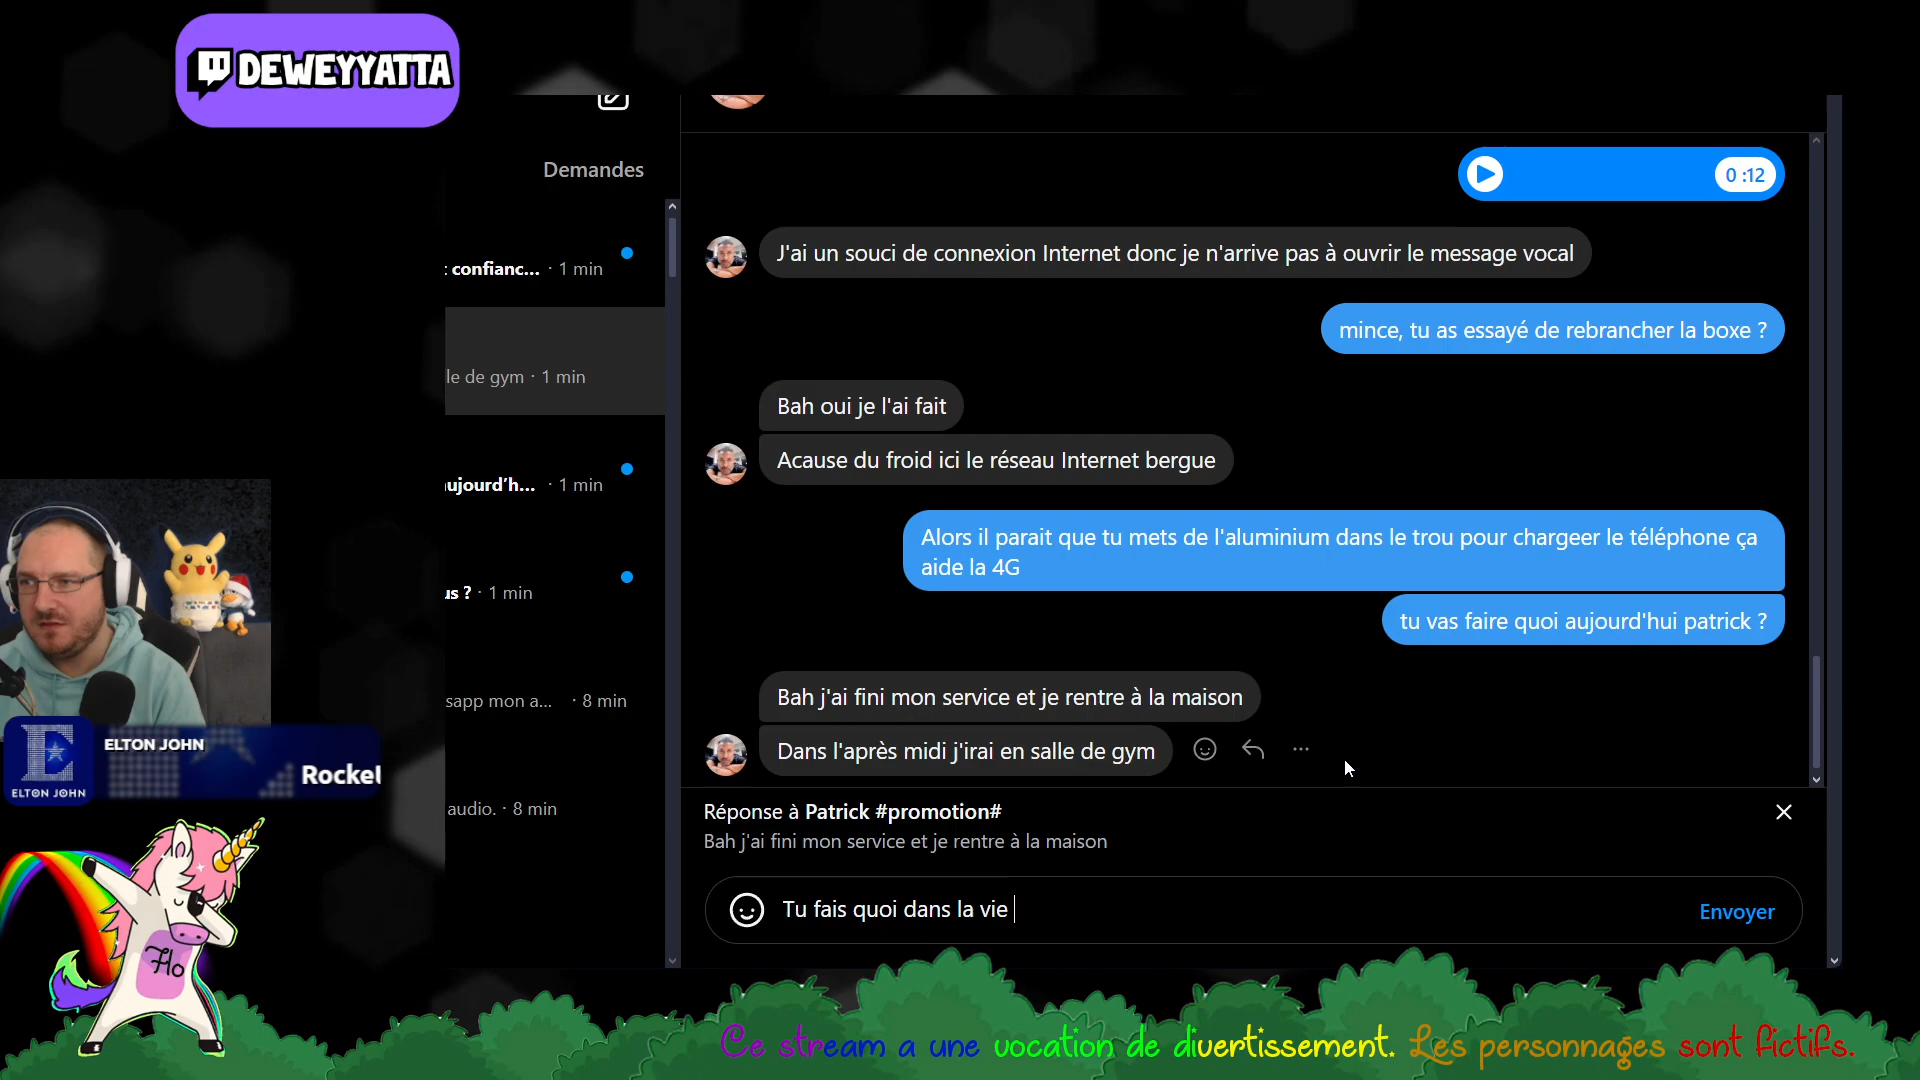 DEWEYYATTA
Demandes
0 :12
confianc... · 1 min
J'ai un souci de connexion Internet donc je n'arrive pas à ouvrir le message vocal
mince, tu as essayé de rebrancher la boxe ?
le de gym · 1 min
Bah oui je l'ai fait
Acause du froid ici le réseau Internet bergue
ujourd'h... · 1 min
Alors il parait que tu mets de l'aluminium dans le trou pour chargeer le téléphone ça
aide la 4G
us ? · 1 min
tu vas faire quoi aujourd'hui patrick ?
sapp mon a... · 8 min
Bah j'ai fini mon service et je rentre à la maison
Dans l'après midi j'irai en salle de gym
ELTON JOHN
Rocket
ELTON JOHN
audio. · 8 min
Réponse à Patrick #promotion#
Bah j'ai fini mon service et je rentre à la maison
Tu fais quoi dans la vie
Envoyer
Flo
Ce stream a une vocation de divertissement. Les personnages sont fictifs.